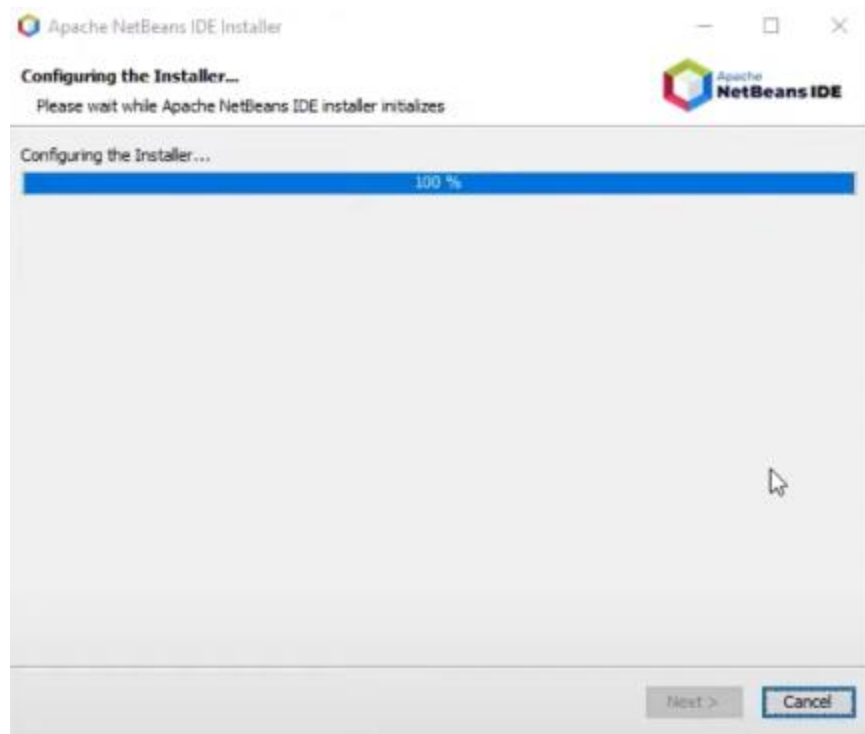 Apache NetBeans IDE Installer
Configuring the Installer...
Please wait while Apache NetBeans IDE installer initializes
Apache
NetBeans IDE
Configuring the Installer...
100 %
Next >
Cancel